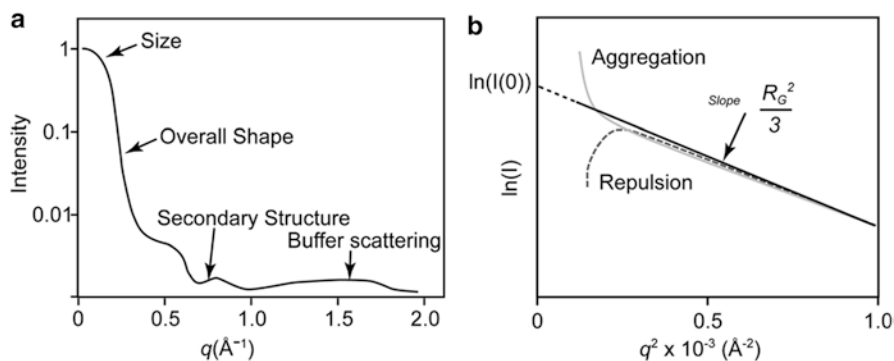 a
Size
1
Overall Shape
0.1
Intensity
0.01
Secondary Structure
Buffer scattering
0 0.5 1.0 1.5 2.0
q(Å⁻¹)
b
Aggregation
ln(I(0))
Slope R_G²/3
ln(I)
Repulsion
0 0.5 1.0
q² x 10⁻³ (Å⁻²)